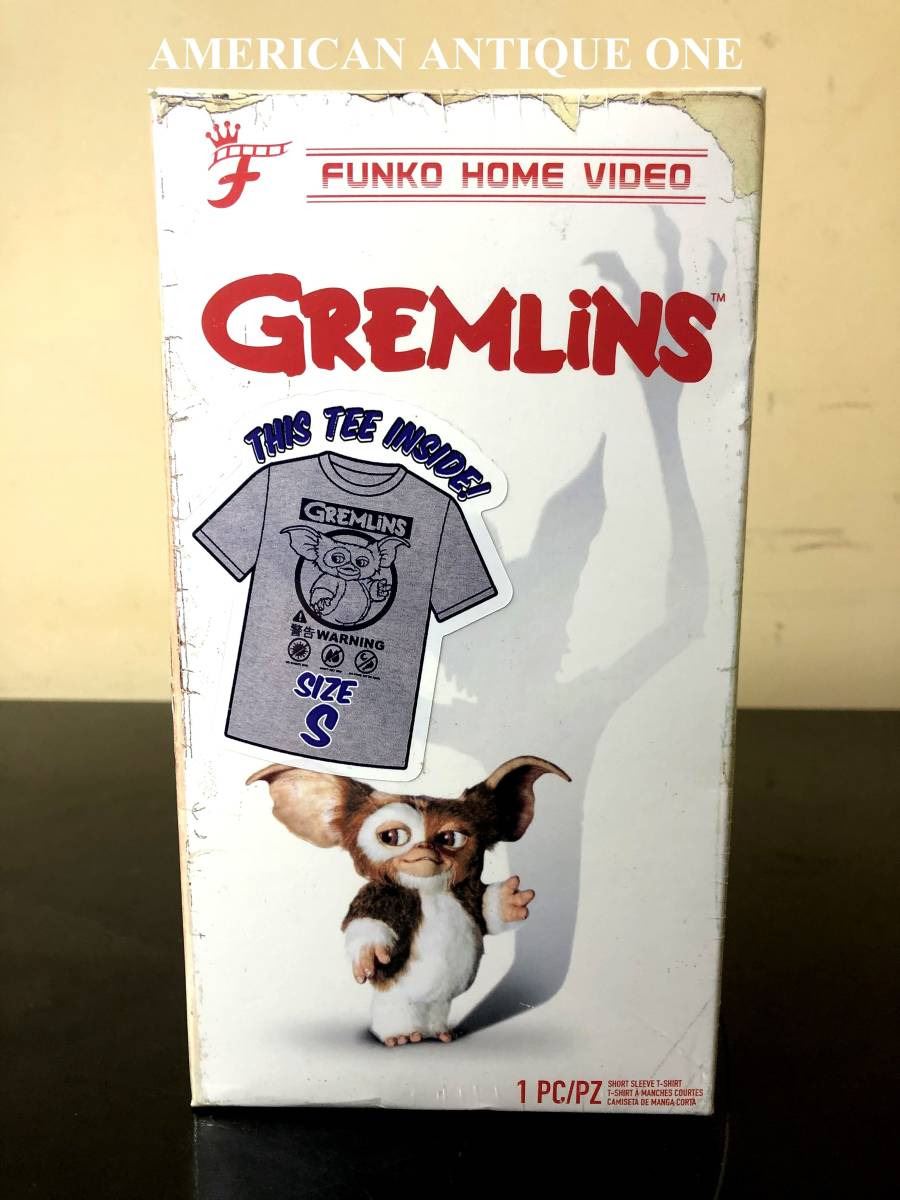 AMERICAN ANTIQUE ONE
F
FUNKO HOME VIDEO
GREMLiNS™
THIS TEE INSIDE!
GREMLiNS
警告 WARNING
SIZE
S
1 PC/PZ
SHORT SLEEVE T-SHIRT
T-SHIRT A MANCHES COURTES
CAMISETA DE MANGA CORTA